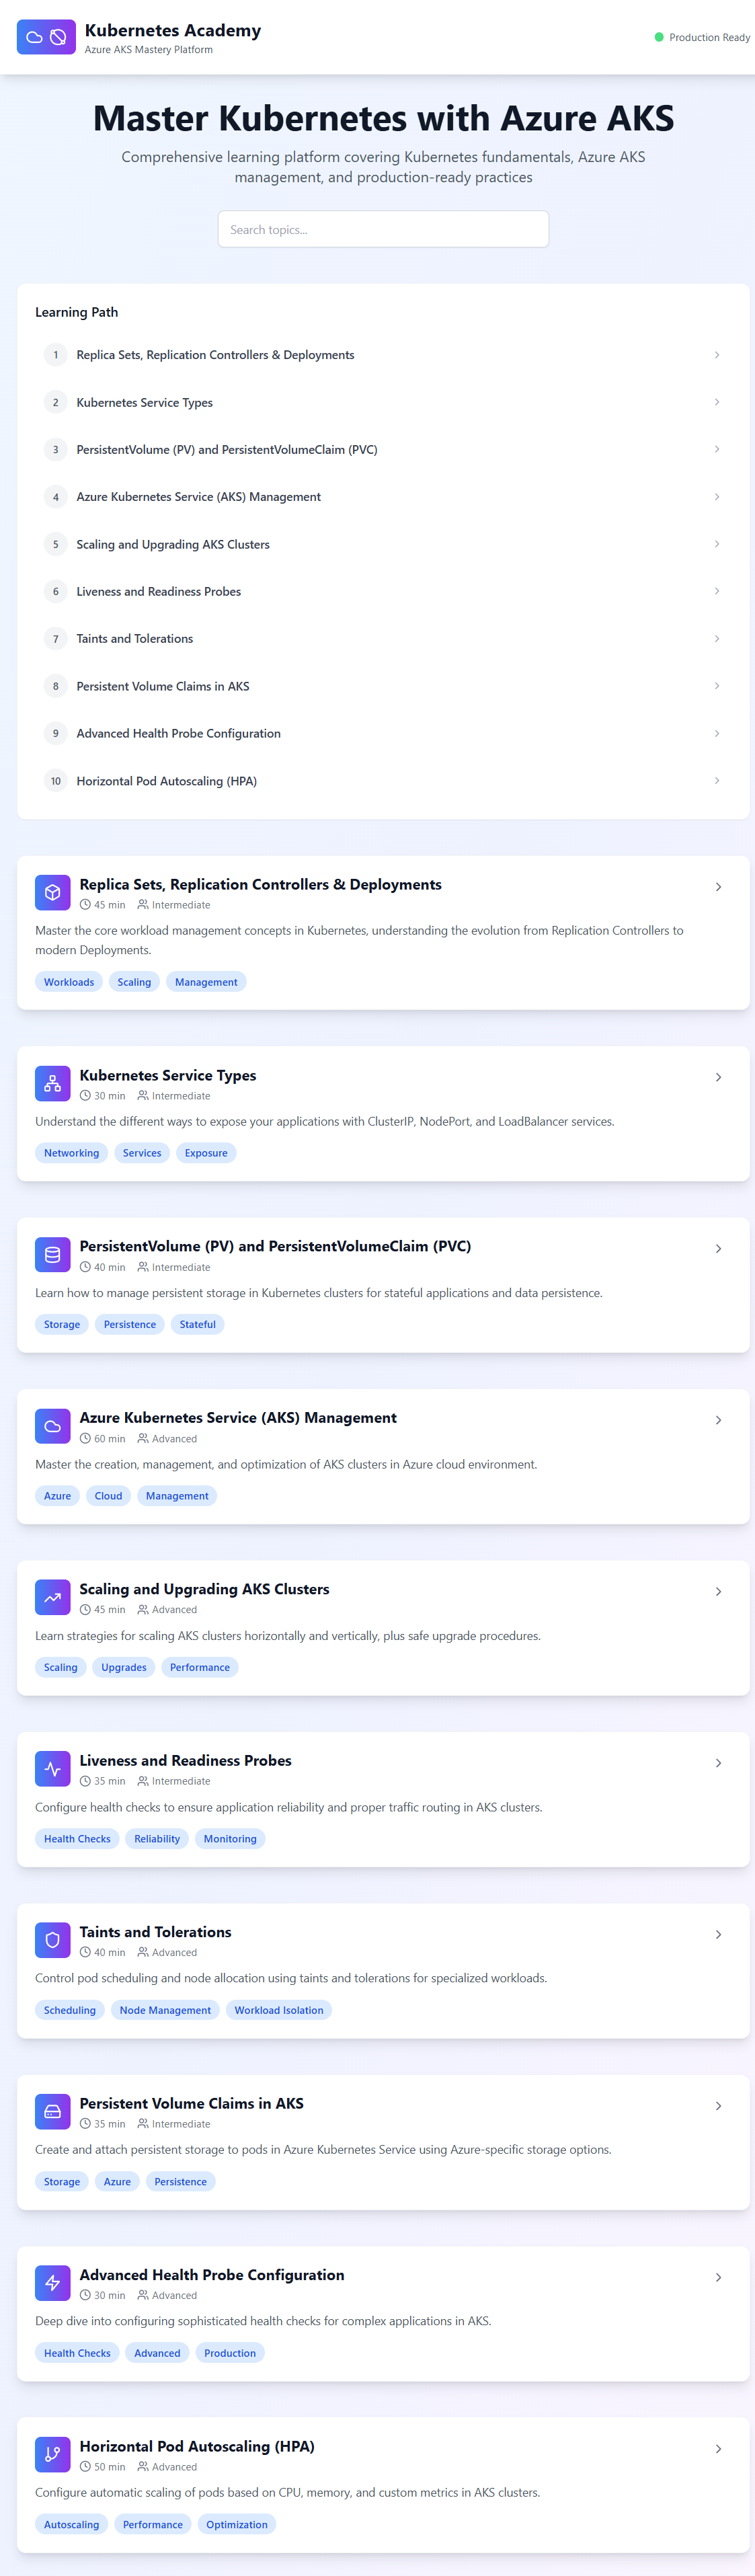 Kubernetes Academy
Azure AKS Mastery Platform
Production Ready
Master Kubernetes with Azure AKS
Comprehensive learning platform covering Kubernetes fundamentals, Azure AKS
management, and production-ready practices
Search topics...
Learning Path
1 Replica Sets, Replication Controllers & Deployments
2 Kubernetes Service Types
3 PersistentVolume (PV) and PersistentVolumeClaim (PVC)
4 Azure Kubernetes Service (AKS) Management
5 Scaling and Upgrading AKS Clusters
6 Liveness and Readiness Probes
7 Taints and Tolerations
8 Persistent Volume Claims in AKS
9 Advanced Health Probe Configuration
10 Horizontal Pod Autoscaling (HPA)
Replica Sets, Replication Controllers & Deployments
45 min Intermediate
Master the core workload management concepts in Kubernetes, understanding the evolution from Replication Controllers to
modern Deployments.
Workloads Scaling Management
Kubernetes Service Types
30 min Intermediate
Understand the different ways to expose your applications with ClusterIP, NodePort, and LoadBalancer services.
Networking Services Exposure
PersistentVolume (PV) and PersistentVolumeClaim (PVC)
40 min Intermediate
Learn how to manage persistent storage in Kubernetes clusters for stateful applications and data persistence.
Storage Persistence Stateful
Azure Kubernetes Service (AKS) Management
60 min Advanced
Master the creation, management, and optimization of AKS clusters in Azure cloud environment.
Azure Cloud Management
Scaling and Upgrading AKS Clusters
45 min Advanced
Learn strategies for scaling AKS clusters horizontally and vertically, plus safe upgrade procedures.
Scaling Upgrades Performance
Liveness and Readiness Probes
35 min Intermediate
Configure health checks to ensure application reliability and proper traffic routing in AKS clusters.
Health Checks Reliability Monitoring
Taints and Tolerations
40 min Advanced
Control pod scheduling and node allocation using taints and tolerations for specialized workloads.
Scheduling Node Management Workload Isolation
Persistent Volume Claims in AKS
35 min Intermediate
Create and attach persistent storage to pods in Azure Kubernetes Service using Azure-specific storage options.
Storage Azure Persistence
Advanced Health Probe Configuration
30 min Advanced
Deep dive into configuring sophisticated health checks for complex applications in AKS.
Health Checks Advanced Production
Horizontal Pod Autoscaling (HPA)
50 min Advanced
Configure automatic scaling of pods based on CPU, memory, and custom metrics in AKS clusters.
Autoscaling Performance Optimization